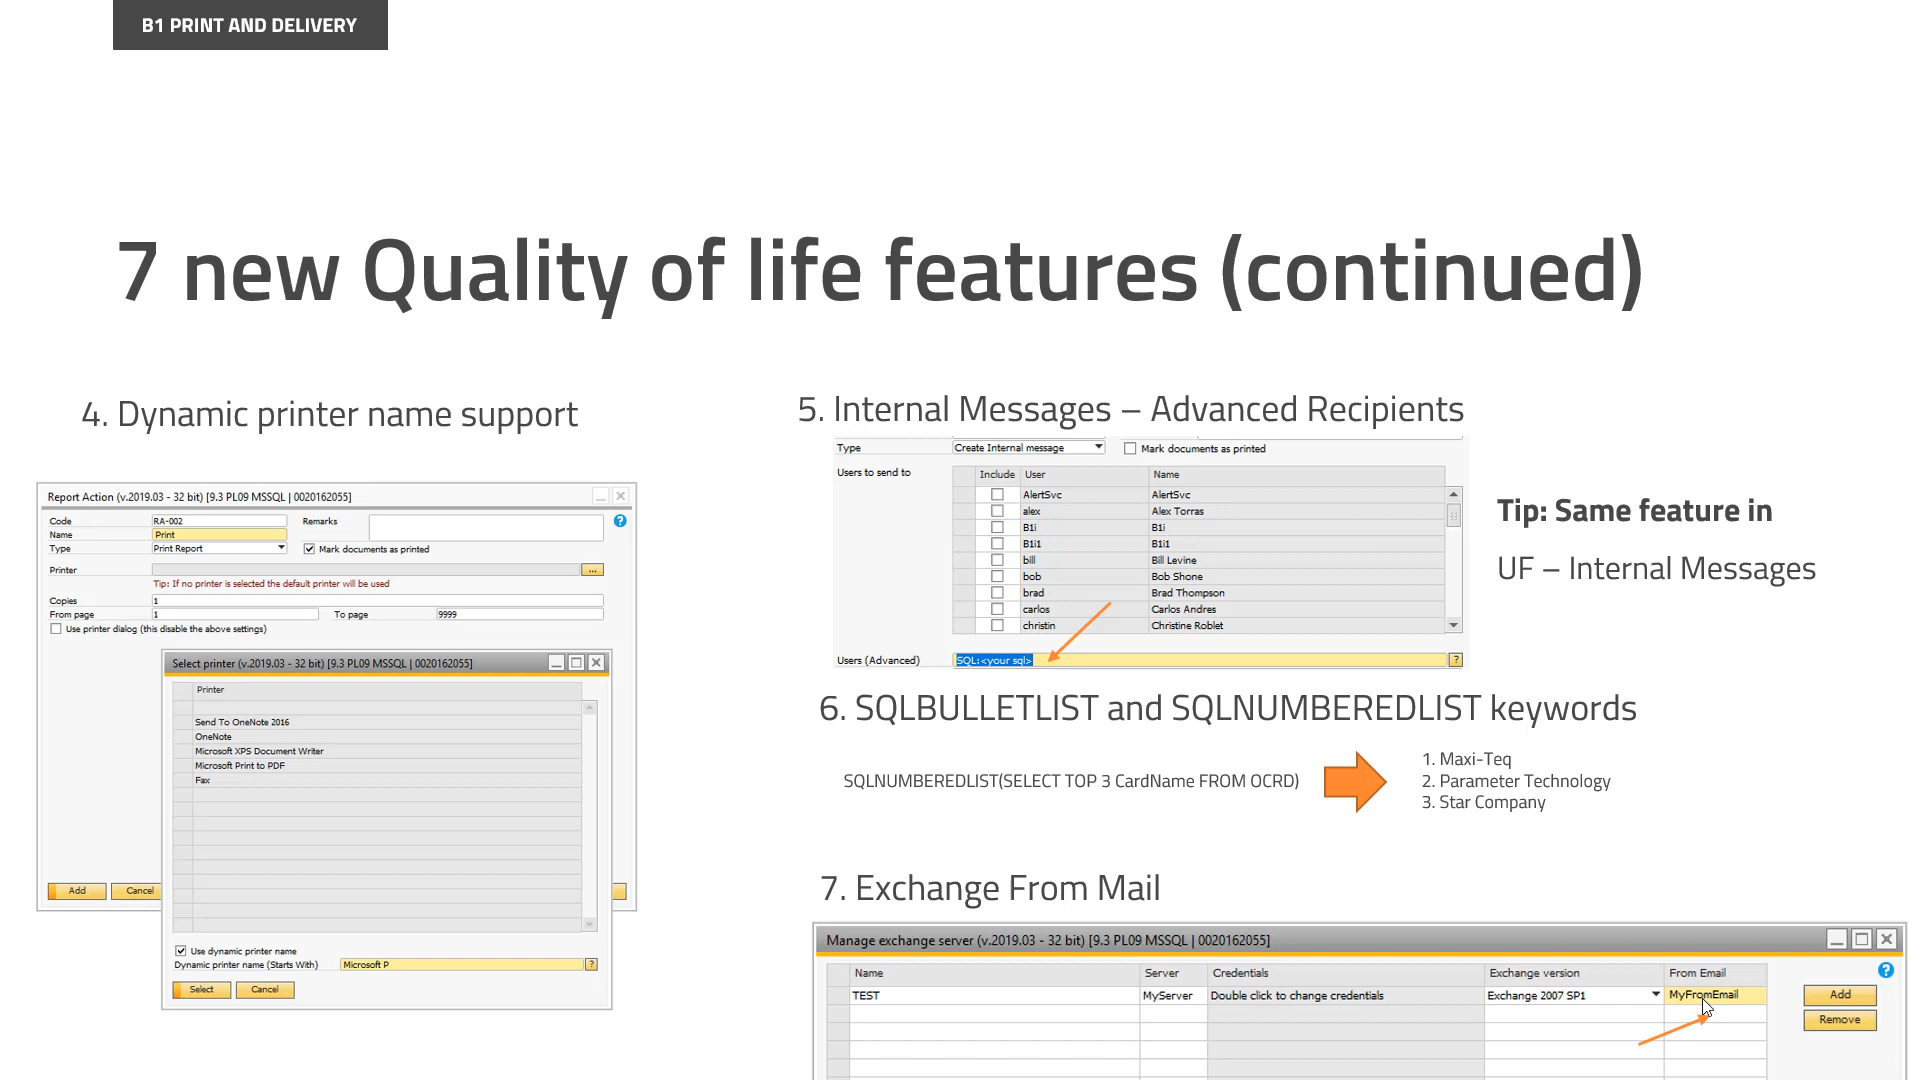 B1 PRINT AND DELIVERY
7 new Quality of life features (continued)
4. Dynamic printer name support
Report Action (v.2019.03 - 32 bit) [9.3 PL09 MSSQL | 0020162055]
Code RA-002 Remarks
Name Print
Type Print Report Mark documents as printed
Printer ...
Tip: If no printer is selected the default printer will be used
Copies 1
From page 1 To page 9999
Use printer dialog (this disable the above settings)
Add Cancel
Select printer (v.2019.03 - 32 bit) [9.3 PL09 MSSQL | 0020162055]
Printer
Send To OneNote 2016
OneNote
Microsoft XPS Document Writer
Microsoft Print to PDF
Fax
Use dynamic printer name
Dynamic printer name (Starts With) Microsoft P ?
Select Cancel
5. Internal Messages – Advanced Recipients
Type Create Internal message Mark documents as printed
Users to send to
Include User Name
AlertSvc AlertSvc
alex Alex Torras
B1i B1i
B1i1 B1i1
bill Bill Levine
bob Bob Shone
brad Brad Thompson
carlos Carlos Andres
christin Christine Roblet
Users (Advanced) SQL:<your sql> ?
Tip: Same feature in
UF – Internal Messages
6. SQLBULLETLIST and SQLNUMBEREDLIST keywords
SQLNUMBEREDLIST(SELECT TOP 3 CardName FROM OCRD)
1. Maxi-Teq
2. Parameter Technology
3. Star Company
7. Exchange From Mail
Manage exchange server (v.2019.03 - 32 bit) [9.3 PL09 MSSQL | 0020162055]
Name Server Credentials Exchange version From Email
TEST MyServer Double click to change credentials Exchange 2007 SP1 MyFromEmail
Add
Remove